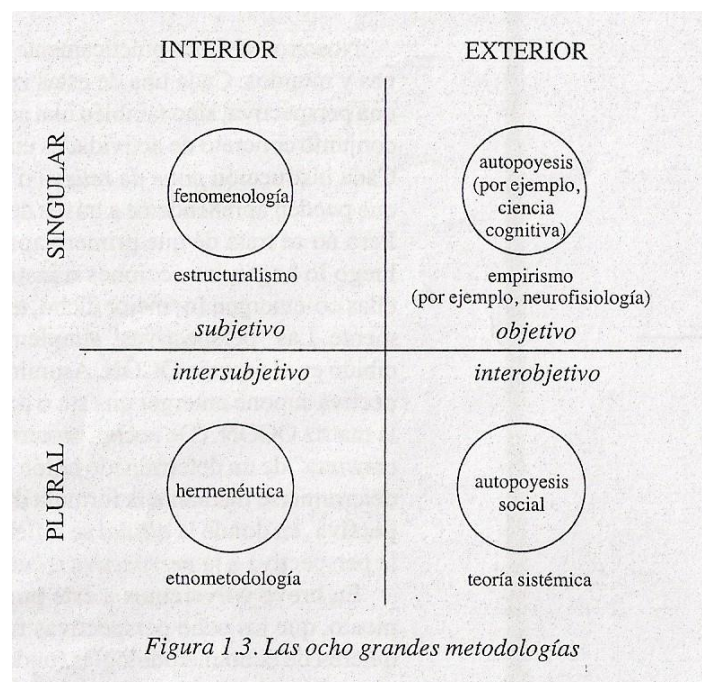 INTERIOR
EXTERIOR
SINGULAR
fenomenología
autopoyesis
(por ejemplo,
ciencia
cognitiva)
estructuralismo
empirismo
(por ejemplo, neurofisiología)
subjetivo
objetivo
intersubjetivo
interobjetivo
PLURAL
hermenéutica
autopoyesis
social
etnometodología
teoría sistémica
Figura 1.3. Las ocho grandes metodologías